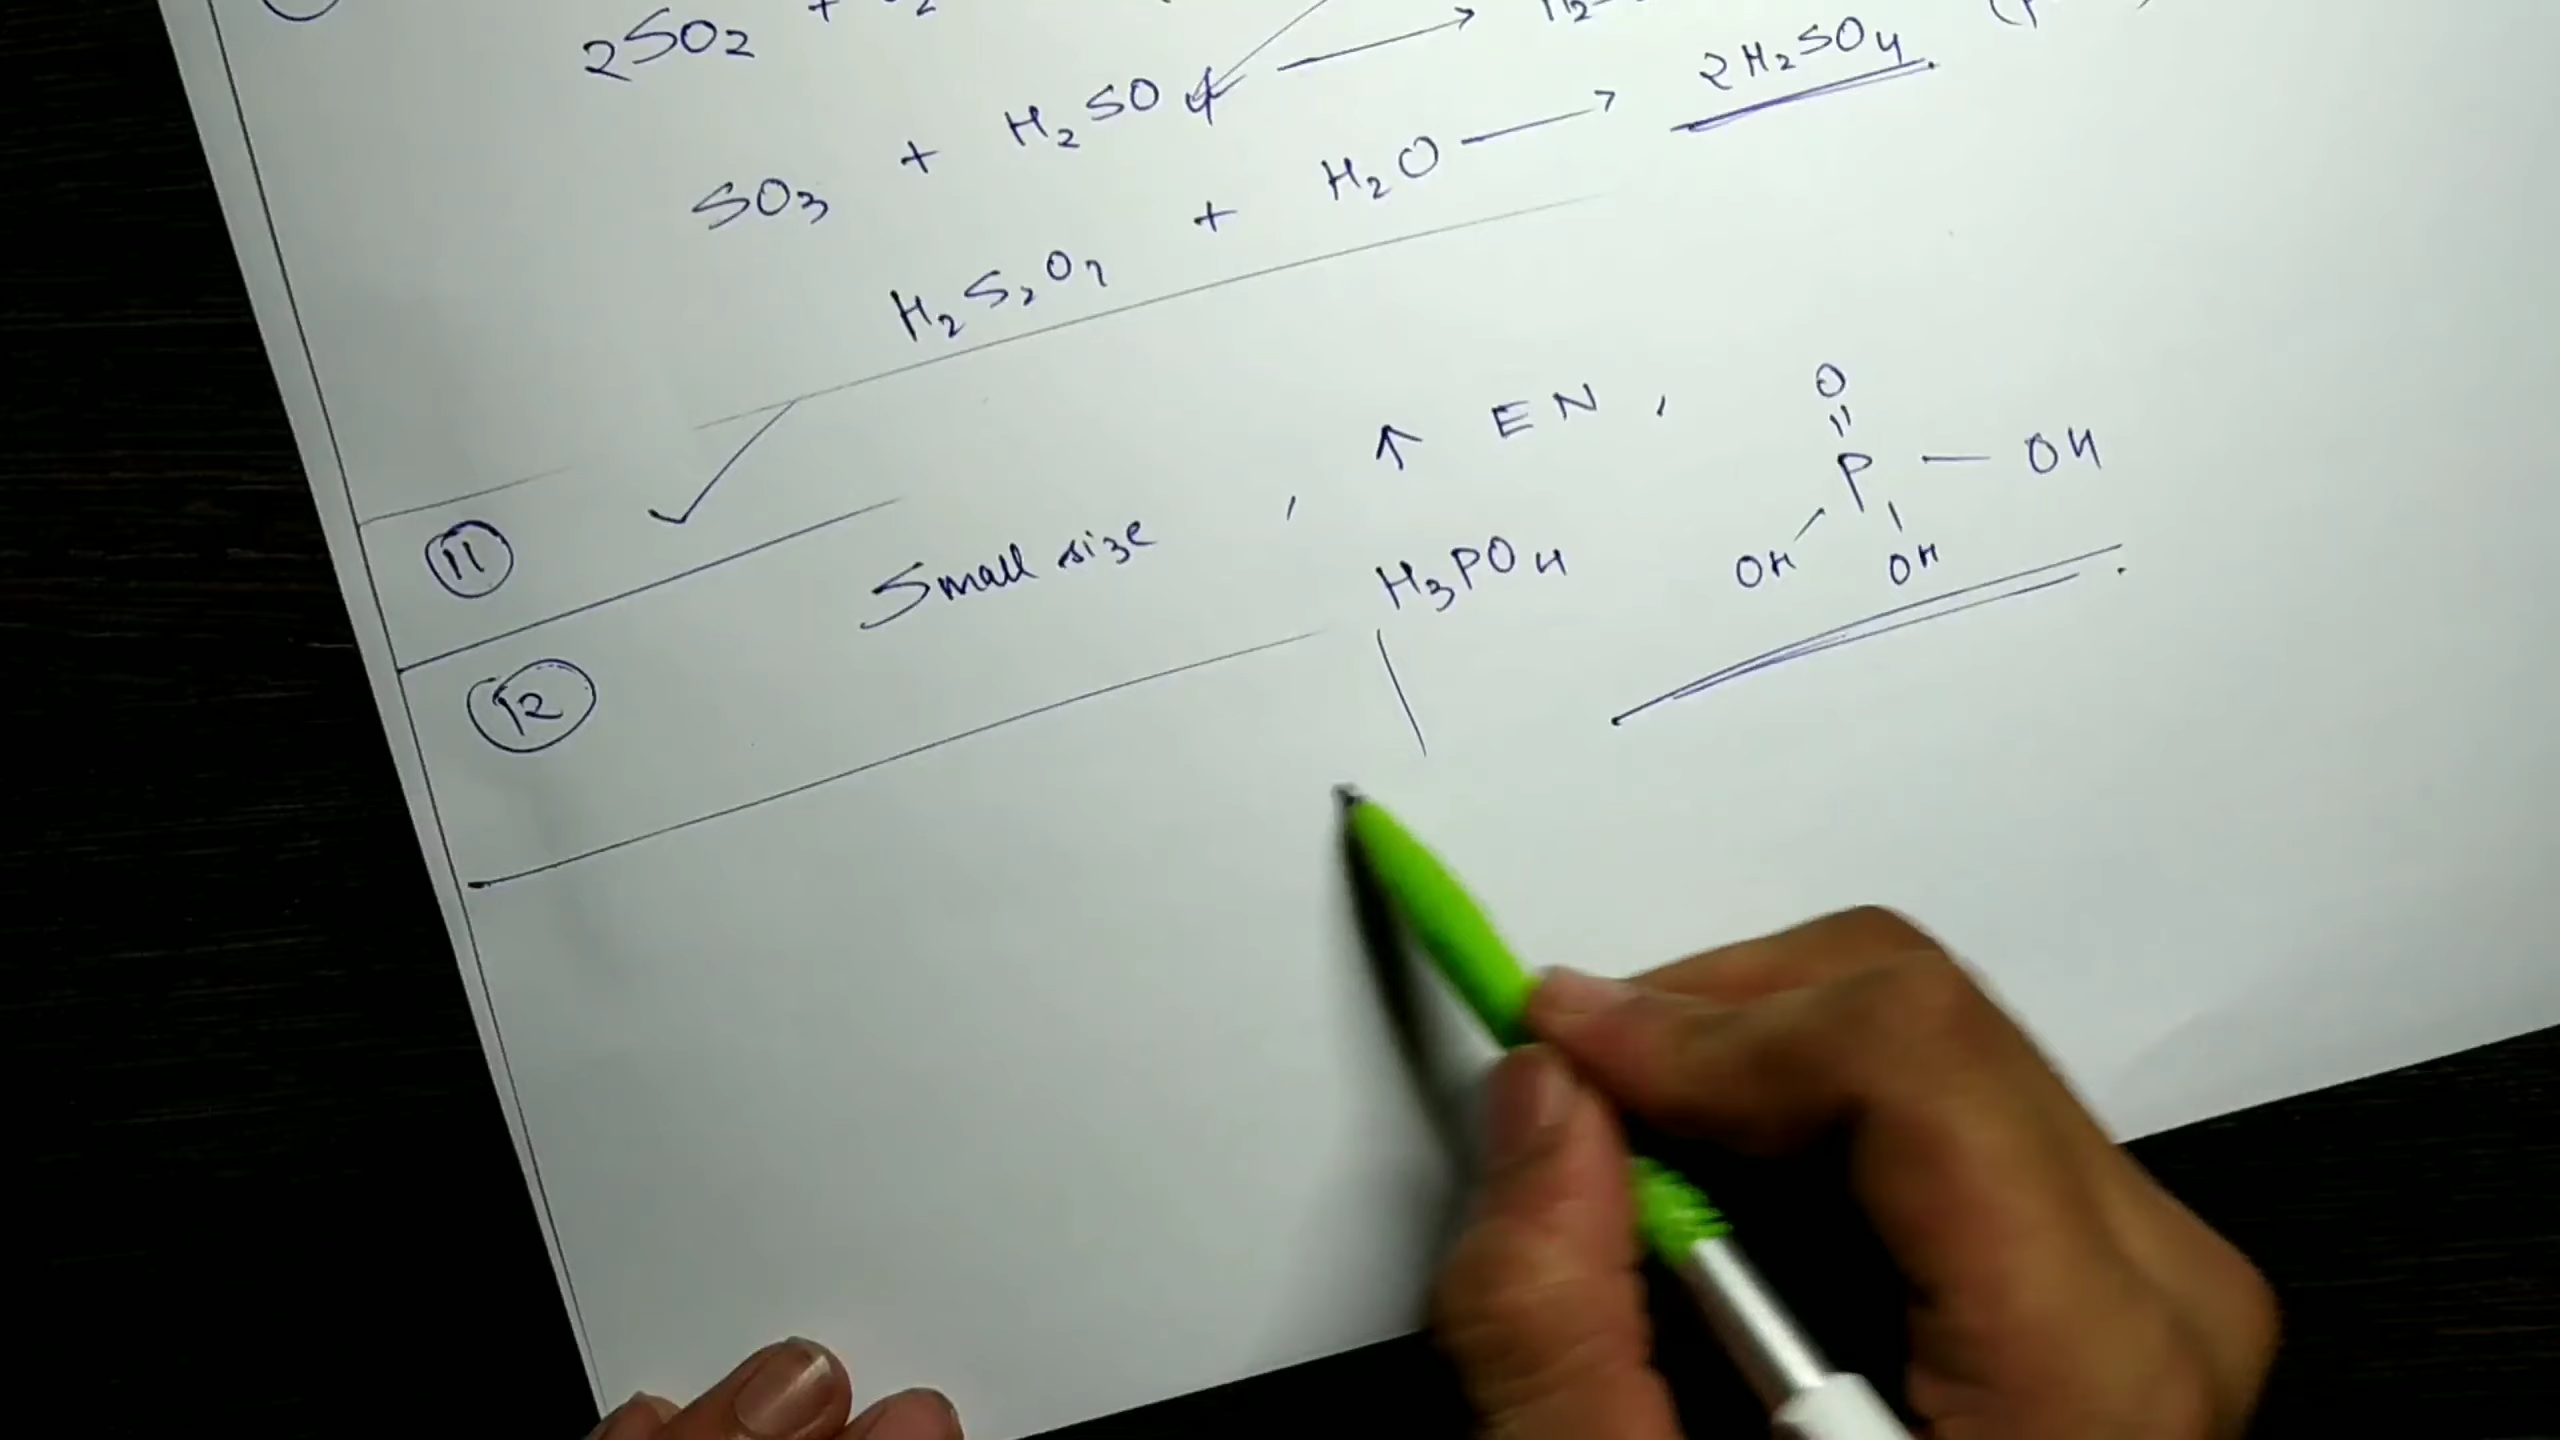 2SO2 +
SO3 + H2SO4 →
H2S2O7 + H2O → 2H2SO4.
11 ✓
12 Small size , ↑ EN ,
H3PO4
O
||
P — OH
OH OH